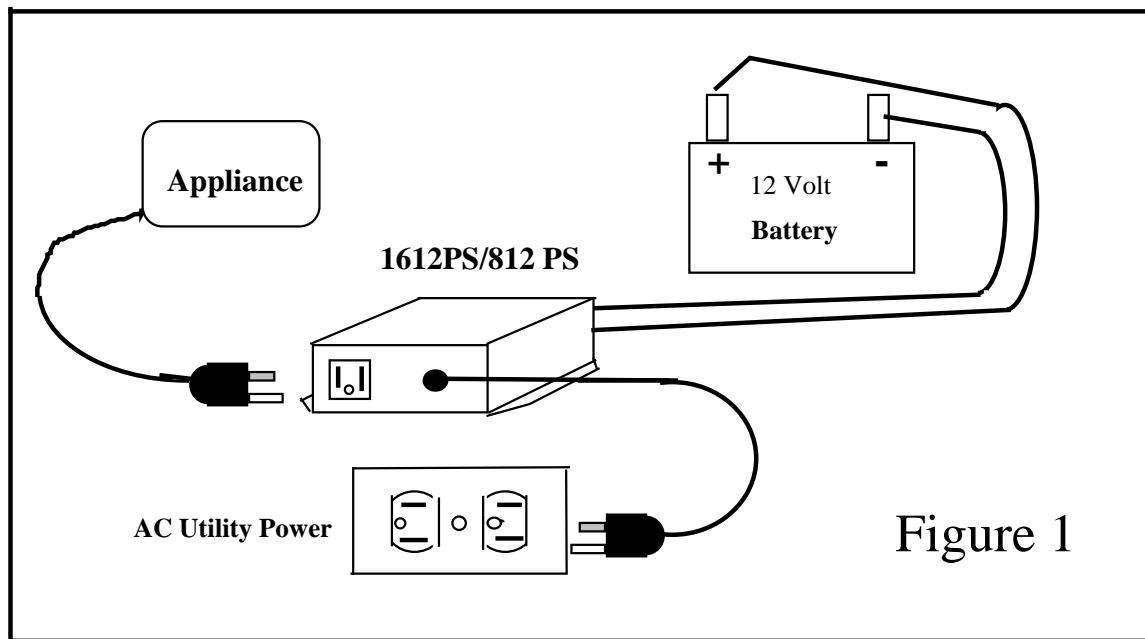 Appliance
+ -
12 Volt
Battery
1612PS/812 PS
AC Utility Power
Figure 1